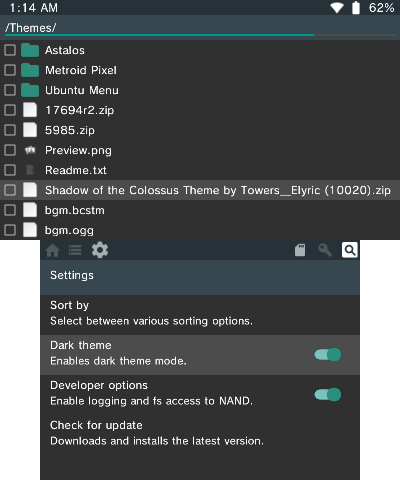 1:14 AM 62%
/Themes/
Astalos
Metroid Pixel
Ubuntu Menu
17694r2.zip
5985.zip
Preview.png
Readme.txt
Shadow of the Colossus Theme by Towers__Elyric (10020).zip
bgm.bcstm
bgm.ogg
Settings
Sort by
Select between various sorting options.
Dark theme
Enables dark theme mode.
Developer options
Enable logging and fs access to NAND.
Check for update
Downloads and installs the latest version.